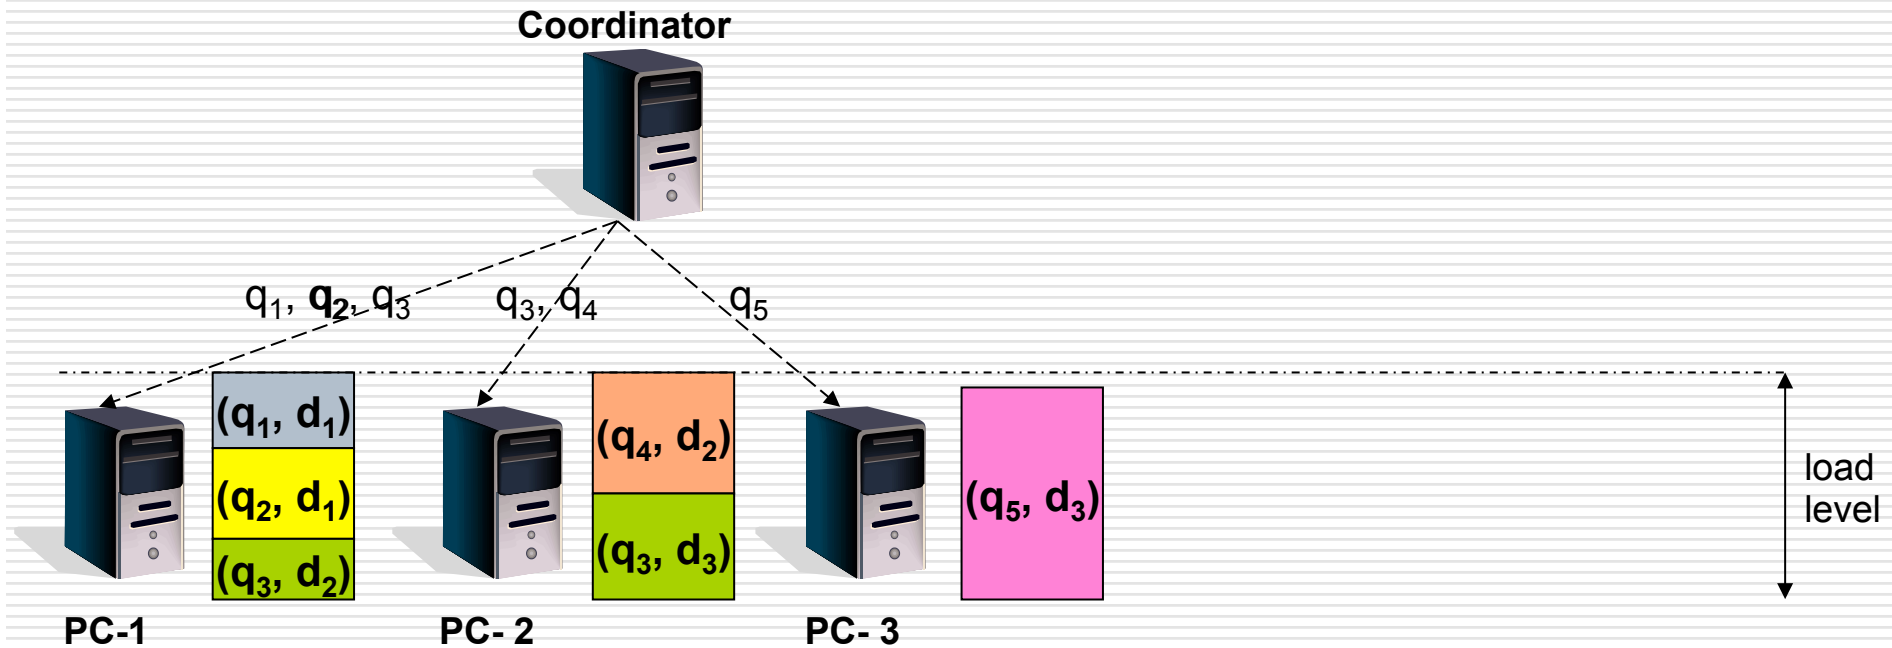 Coordinator
q₁, q₂, q₃
q₃, q₄
q₅
(q₁, d₁)
(q₂, d₁)
(q₃, d₂)
(q₄, d₂)
(q₃, d₃)
(q₅, d₃)
load
level
PC-1
PC- 2
PC- 3